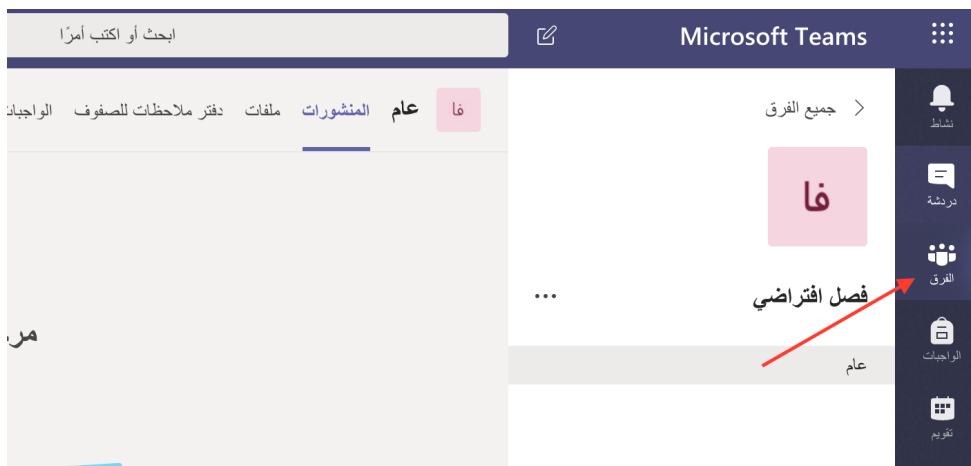 Microsoft Teams
ابحث أو اكتب أمرًا
نشاط
دردشة
الفرق
الواجبات
تقويم
جميع الفرق
فا
فصل افتراضي
...
عام
فا عام المنشورات ملفات دفتر ملاحظات للصفوف